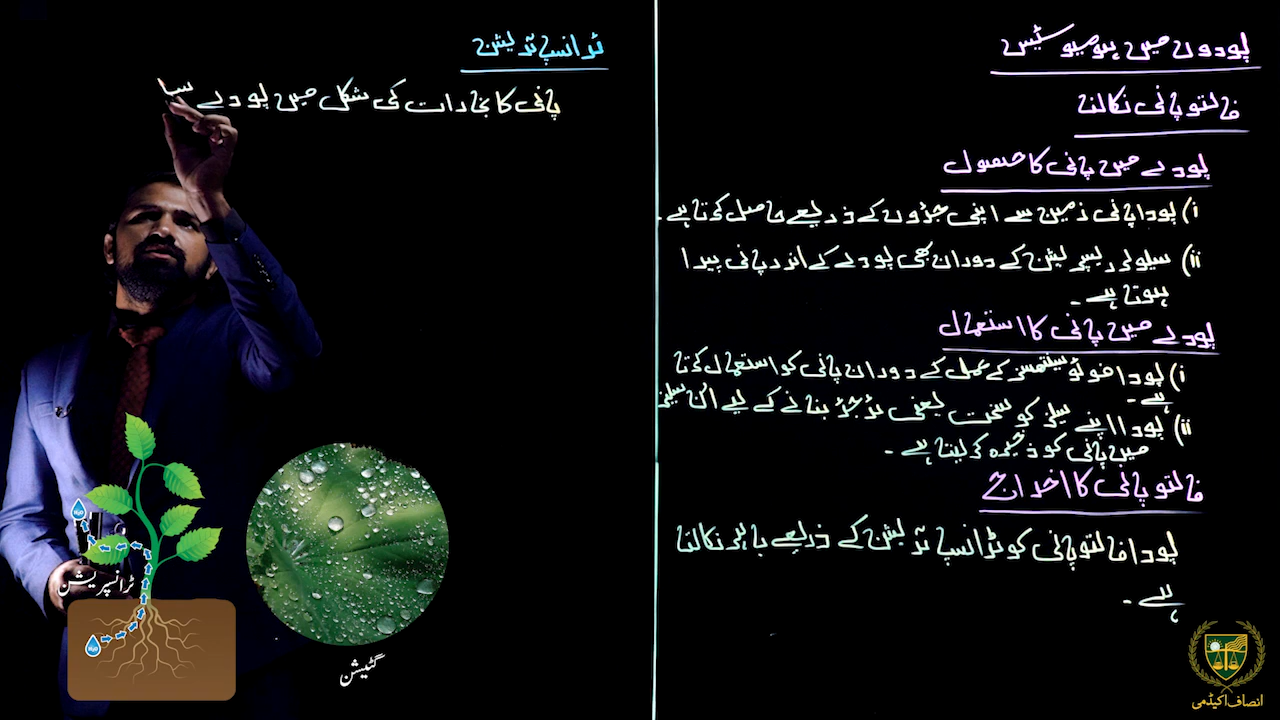 پودوں میں ہومیوسٹیسس
فالتو پانی نکالنا
پودے میں پانی کا حصول
i) پودا پانی زمین سے اپنی جڑوں کے ذریعے حاصل کرتا ہے۔
ii) سیلولر ریسپریشن کے دوران بھی پودے کے اندر پانی پیدا
ہوتا ہے۔
پودے میں پانی کا استعمال
i) پودا فوٹو سینتھسز کے عمل کے دوران پانی کو استعمال کرتا
ہے۔
ii) پودا اپنے سیلز کو سخت یعنی ٹرجڈ بنانے کے لیے اُن سیلز
میں پانی کو ذخیرہ کر لیتا ہے۔
فالتو پانی کا اخراج
پودا فالتو پانی کو ٹرانسپائریشن کے ذریعے باہر نکالتا
ہے۔
ٹرانسپائریشن
پانی کا بخارات کی شکل میں پودے سے
H₂O
ٹرانسپریشن
H₂O
گٹیشن
انصاف اکیڈمی